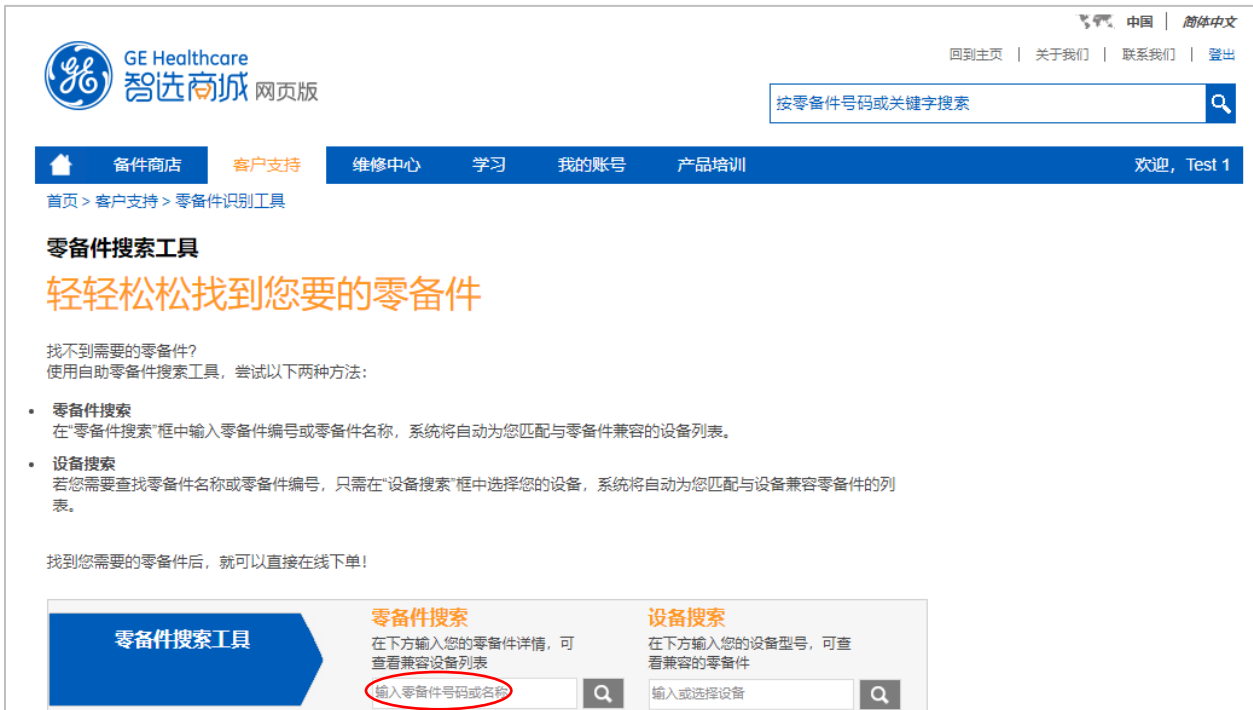 中国 | 简体中文
回到主页 | 关于我们 | 联系我们 | 登出
GE Healthcare
智选商城 网页版
按零备件号码或关键字搜索
备件商店 客户支持 维修中心 学习 我的账号 产品培训 欢迎，Test 1
首页 > 客户支持 > 零备件识别工具
零备件搜索工具
轻轻松松找到您要的零备件
找不到需要的零备件?
使用自助零备件搜索工具，尝试以下两种方法：
• 零备件搜索
在“零备件搜索”框中输入零备件编号或零备件名称，系统将自动为您匹配与零备件兼容的设备列表。
• 设备搜索
若您需要查找零备件名称或零备件编号，只需在“设备搜索”框中选择您的设备，系统将自动为您匹配与设备兼容零备件的列
表。
找到您需要的零备件后，就可以直接在线下单!
零备件搜索工具
零备件搜索
在下方输入您的零备件详情，可
查看兼容设备列表
输入零备件号码或名称
设备搜索
在下方输入您的设备型号，可查
看兼容的零备件
输入或选择设备